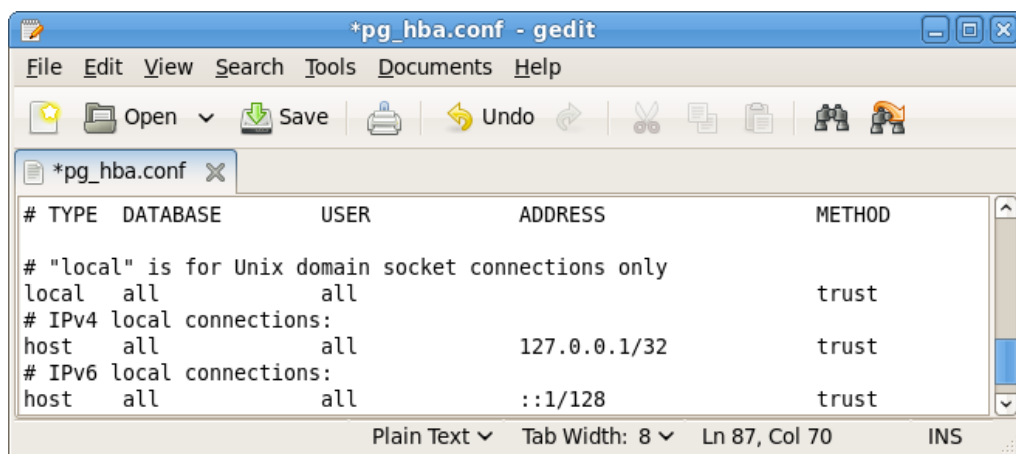 *pg_hba.conf - gedit
File Edit View Search Tools Documents Help
Open Save Undo
*pg_hba.conf
# TYPE  DATABASE        USER            ADDRESS                 METHOD
# "local" is for Unix domain socket connections only
local   all             all                                     trust
# IPv4 local connections:
host    all             all             127.0.0.1/32            trust
# IPv6 local connections:
host    all             all             ::1/128                 trust
Plain Text Tab Width: 8 Ln 87, Col 70 INS